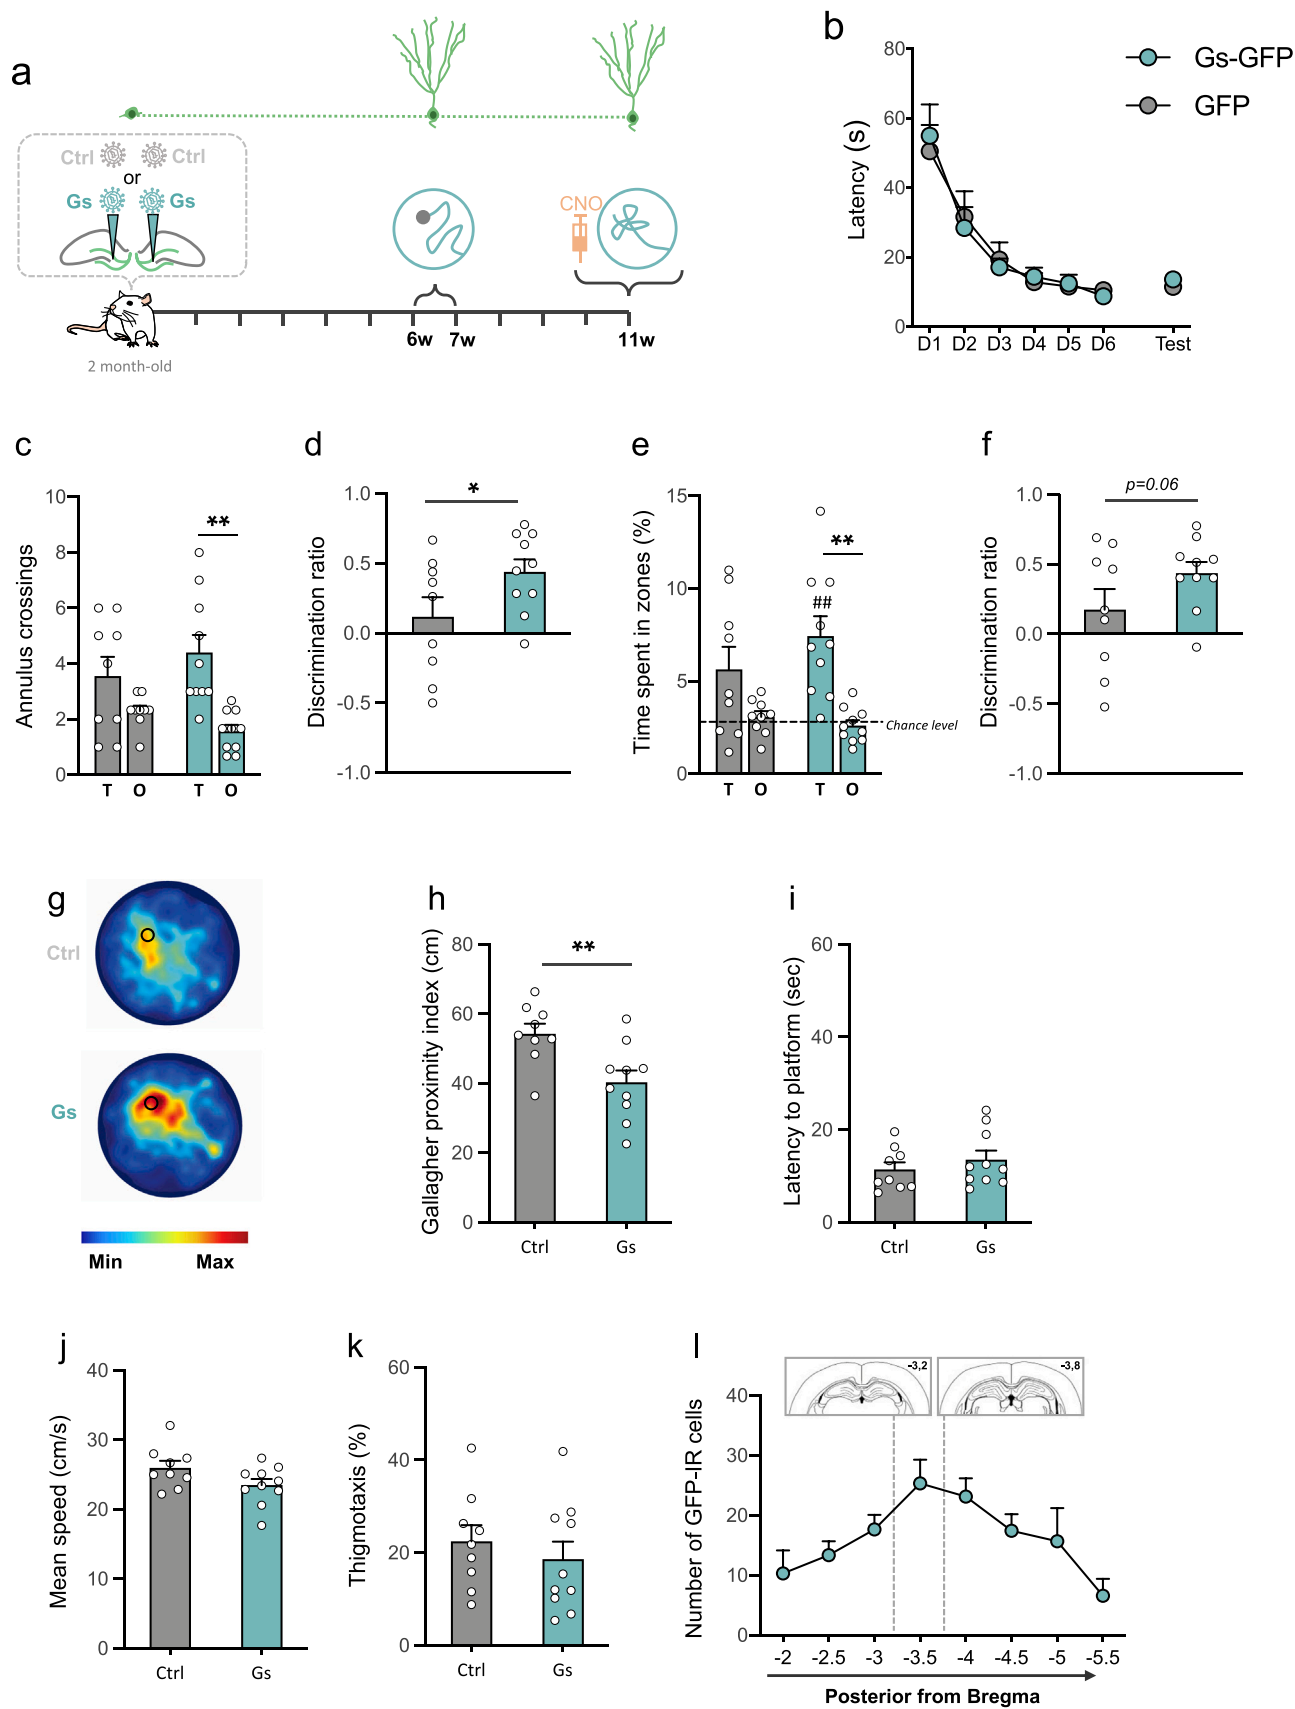 a
Ctrl Ctrl
or
Gs Gs
2 month-old
CNO
6w 7w 11w
b
Gs-GFP
GFP
Latency (s)
80
60
40
20
0
D1 D2 D3 D4 D5 D6 Test
c
Annulus crossings
10
8
6
4
2
0
**
T O T O
d
Discrimination ratio
1.0
0.5
0.0
-0.5
-1.0
*
e
Time spent in zones (%)
15
10
5
0
**
##
Chance level
T O T O
f
Discrimination ratio
1.0
0.5
0.0
-0.5
-1.0
p=0.06
g
Ctrl
Gs
Min Max
h
Gallagher proximity index (cm)
80
60
40
20
0
**
Ctrl Gs
i
Latency to platform (sec)
60
40
20
0
Ctrl Gs
j
Mean speed (cm/s)
40
30
20
10
0
Ctrl Gs
k
Thigmotaxis (%)
60
40
20
0
Ctrl Gs
l
-3,2 -3,8
Number of GFP-IR cells
40
30
20
10
0
-2 -2.5 -3 -3.5 -4 -4.5 -5 -5.5
Posterior from Bregma